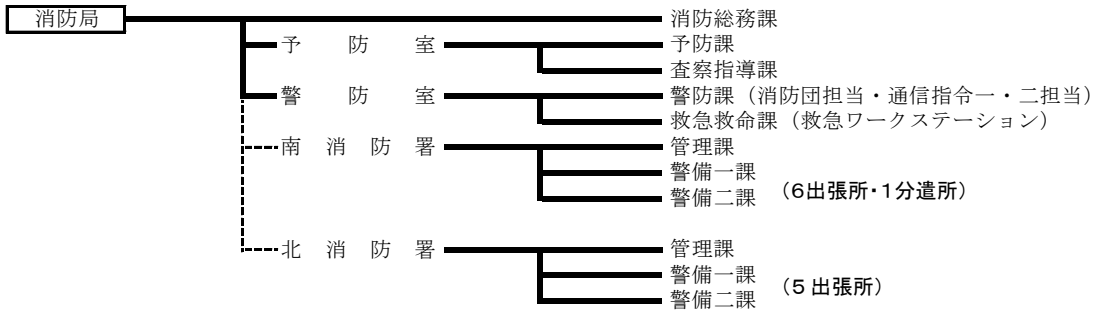 消防局 消防総務課
予防室 予防課
査察指導課
警防室 警防課（消防団担当・通信指令一・二担当）
救急救命課（救急ワークステーション）
南消防署 管理課
警備一課
警備二課 （6出張所・1分遣所）
北消防署 管理課
警備一課
警備二課 （5出張所）